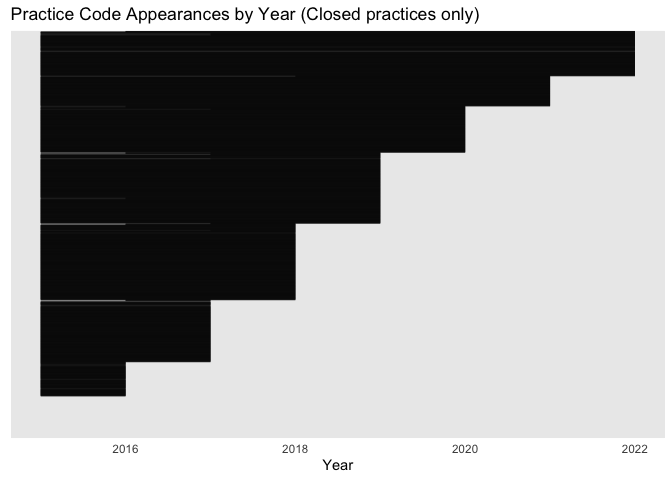 Practice Code Appearances by Year (Closed practices only)
2016 2018 2020 2022
Year